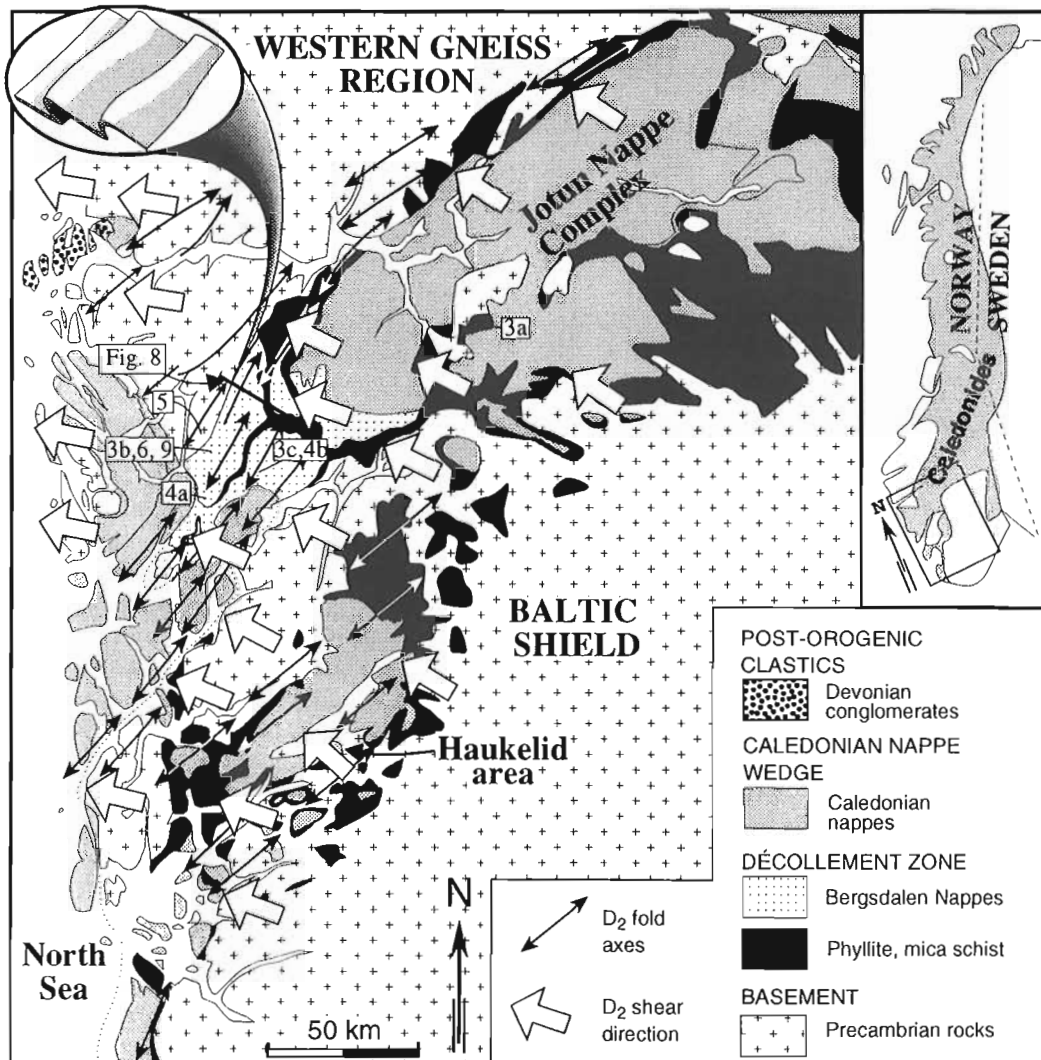 WESTERN GNEISS
REGION
Jotun Nappe
Complex
3a
Fig. 8
5
3b,6, 9
3c,4b
4a
BALTIC
SHIELD
Haukelid
area
North
Sea
N
50 km
NORWAY
SWEDEN
Caledonides
N
D2 fold
axes
D2 shear
direction
POST-OROGENIC
CLASTICS
Devonian
conglomerates
CALEDONIAN NAPPE
WEDGE
Caledonian
nappes
DÉCOLLEMENT ZONE
Bergsdalen Nappes
Phyllite, mica schist
BASEMENT
Precambrian rocks